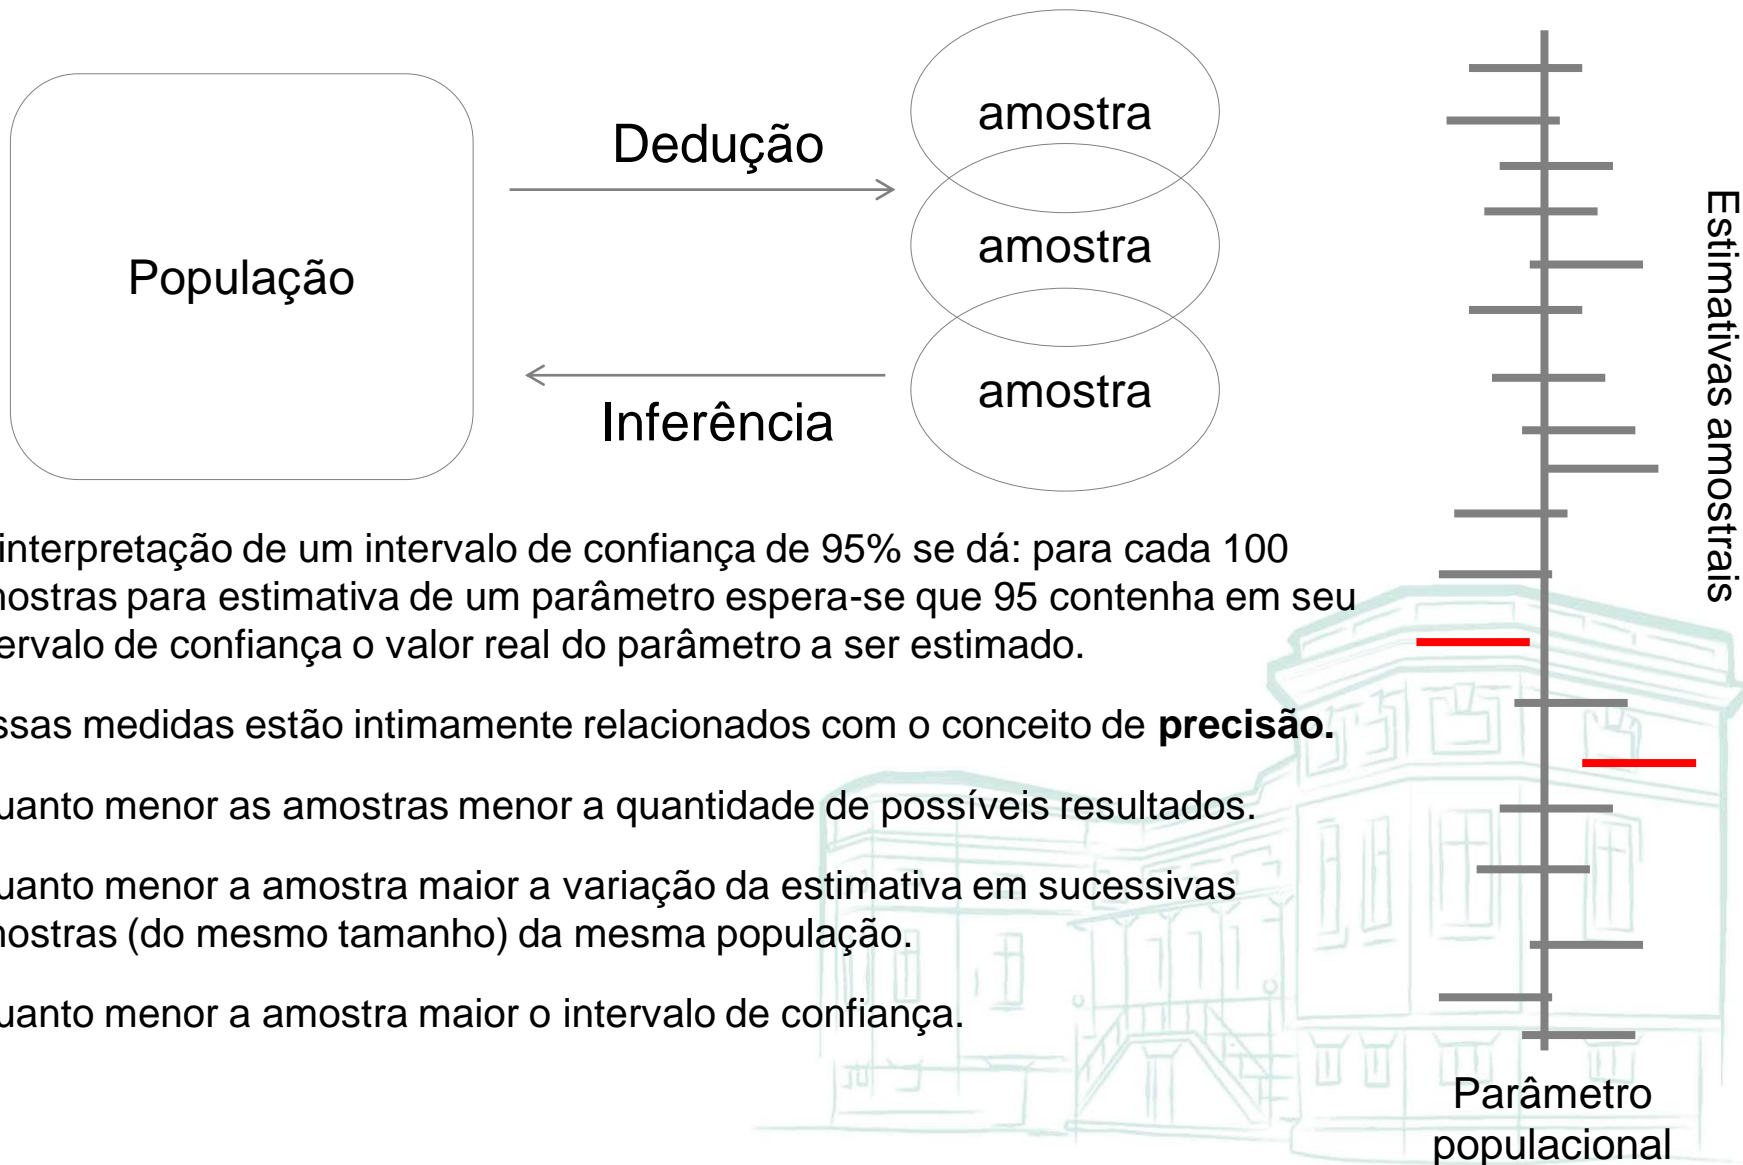 População
Dedução
Inferência
amostra
amostra
amostra
interpretação de um intervalo de confiança de 95% se dá: para cada 100
nostras para estimativa de um parâmetro espera-se que 95 contenha em seu
ervalo de confiança o valor real do parâmetro a ser estimado.
ssas medidas estão intimamente relacionados com o conceito de precisão.
uanto menor as amostras menor a quantidade de possíveis resultados.
uanto menor a amostra maior a variação da estimativa em sucessivas
nostras (do mesmo tamanho) da mesma população.
uanto menor a amostra maior o intervalo de confiança.
Estimativas amostrais
Parâmetro
populacional